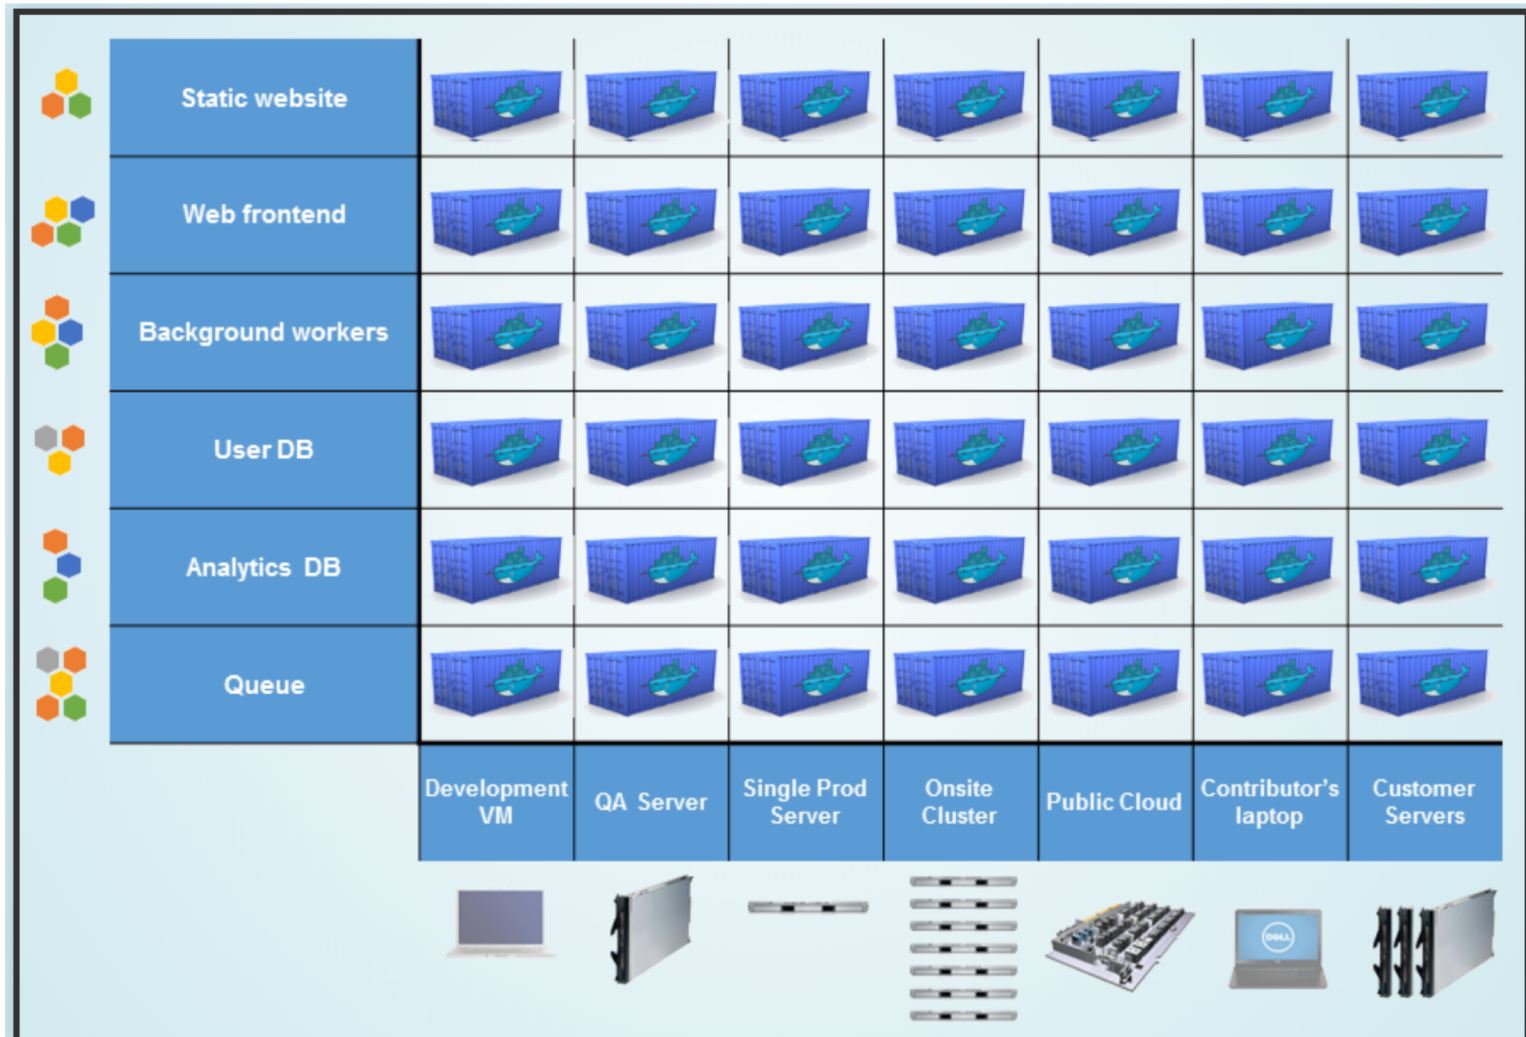 Static website
Web frontend
Background workers
User DB
Analytics DB
Queue
Development
VM
QA Server
Single Prod
Server
Onsite
Cluster
Public Cloud
Contributor's
laptop
Customer
Servers
DELL